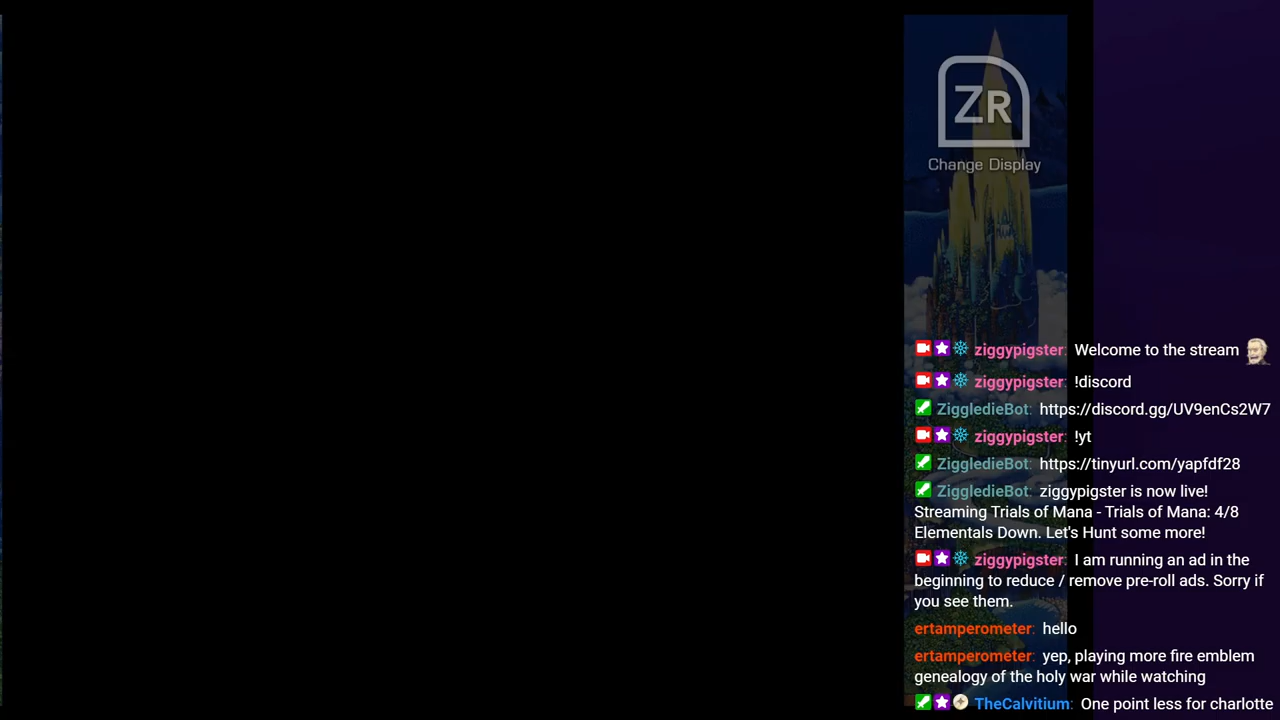 ZR
Change Display
ziggypigster: Welcome to the stream
ziggypigster: !discord
ZiggledieBot: https://discord.gg/UV9enCs2W7
ziggypigster: !yt
ZiggledieBot: https://tinyurl.com/yapfdf28
ZiggledieBot: ziggypigster is now live!
Streaming Trials of Mana - Trials of Mana: 4/8
Elementals Down. Let's Hunt some more!
ziggypigster: I am running an ad in the
beginning to reduce / remove pre-roll ads. Sorry if
you see them.
ertamperometer: hello
ertamperometer: yep, playing more fire emblem
genealogy of the holy war while watching
TheCalvitium: One point less for charlotte